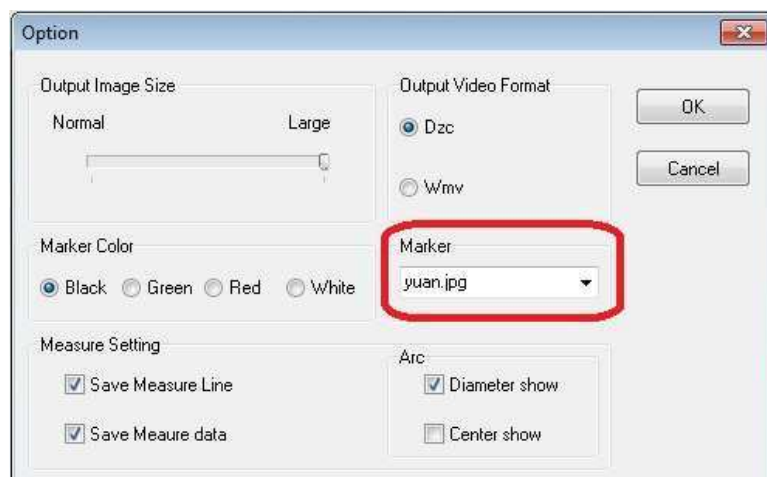 Option
Output Image Size
Normal Large
Output Video Format
Dzc
Wmv
OK
Cancel
Marker Color
Black Green Red White
Marker
yuan.jpg
Measure Setting
Save Measure Line
Save Meaure data
Arc
Diameter show
Center show